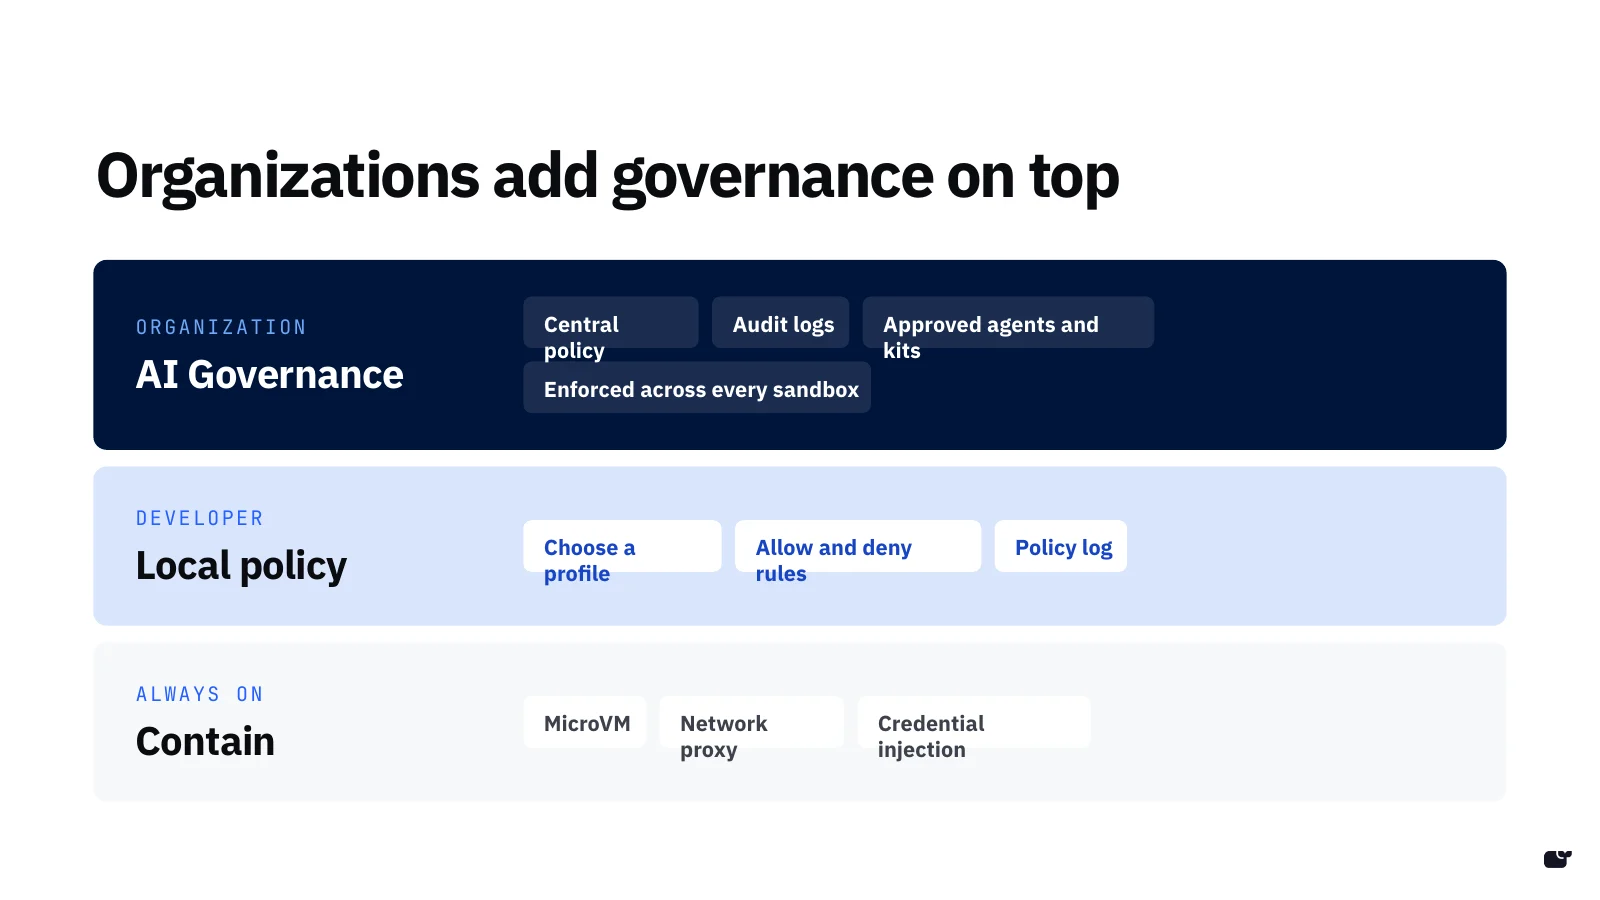 Organizations add governance on top
ORGANIZATION
AI Governance
Central
policy
Audit logs
Approved agents and
kits
Enforced across every sandbox
DEVELOPER
Local policy
Choose a
profile
Allow and deny
rules
Policy log
ALWAYS ON
Contain
MicroVM
Network
proxy
Credential
injection